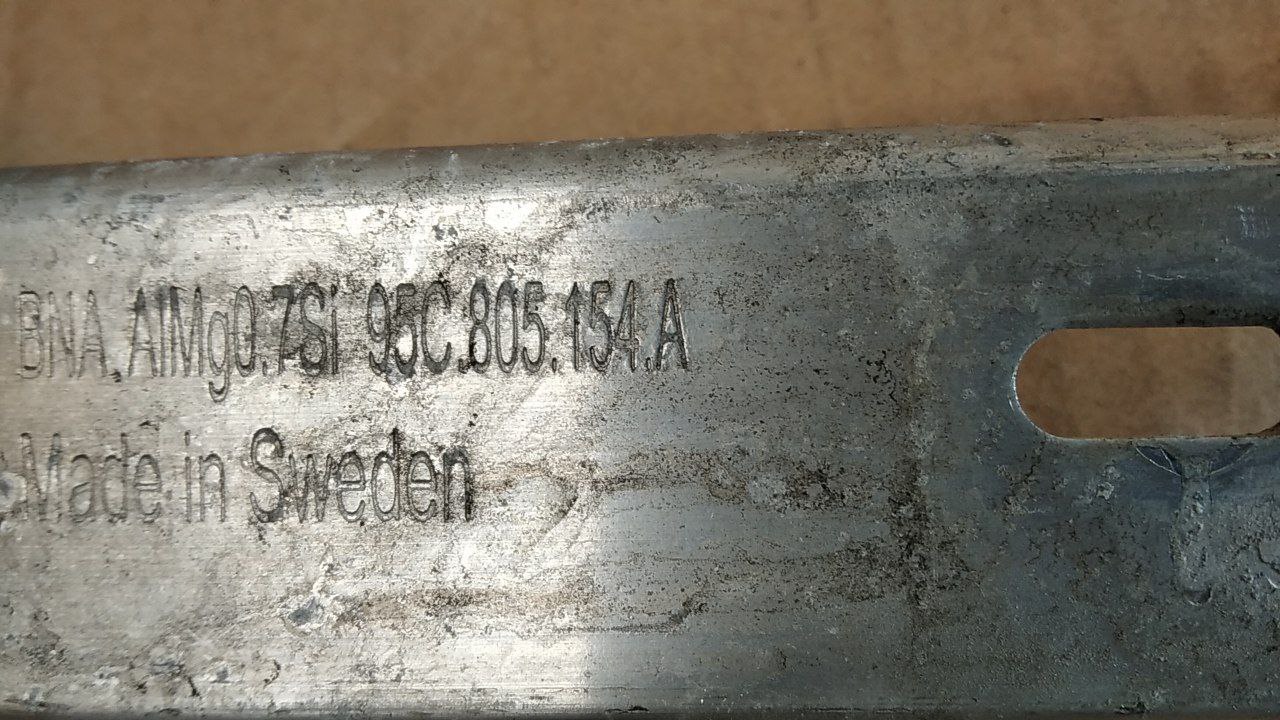 BNA.AlMg0.7Si 95C.805.154.A
Made in Sweden